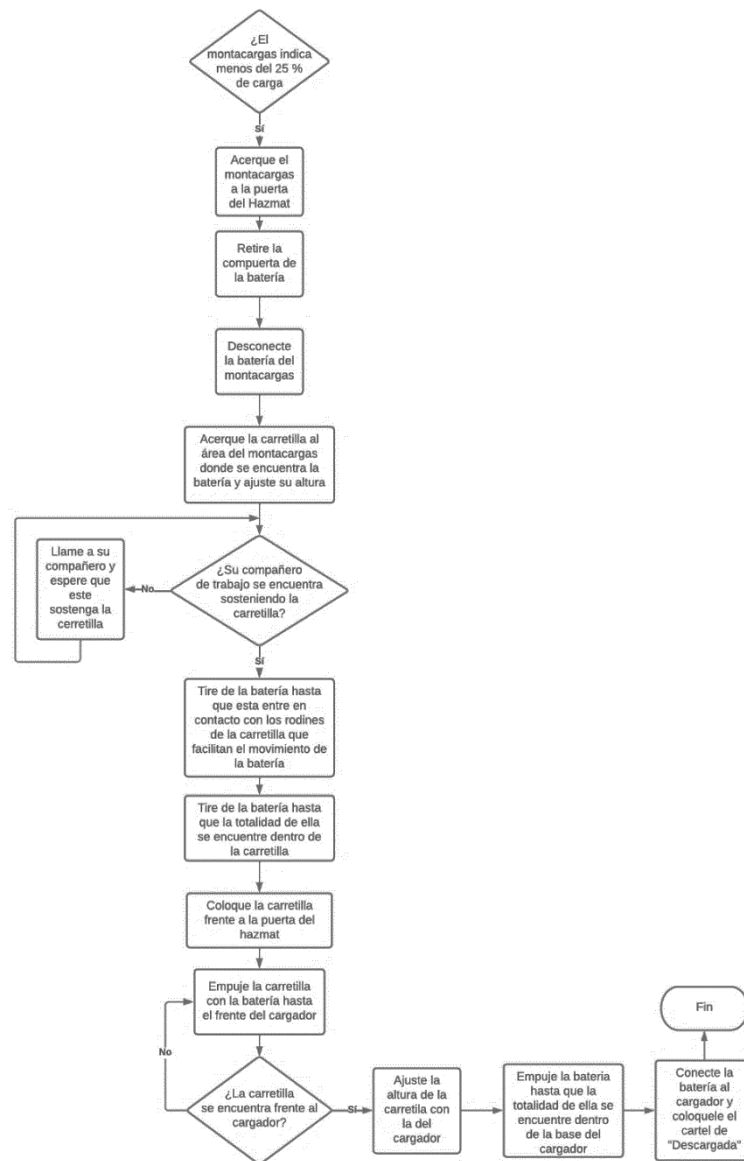 ¿El
montacargas indica
menos del 25 %
de carga
Sí
Acerque el
montacargas
a la puerta
del Hazmat
Retire la
compuerta de
la batería
Desconecte
la batería del
montacargas
Acerque la carretilla al
área del montacargas
donde se encuentra la
batería y ajuste su altura
¿Su compañero
de trabajo se encuentra
sosteniendo la
carretilla?
No
Llame a su
compañero y
espere que
este
sostenga la
cerretilla
Sí
Tire de la batería hasta
que esta entre en
contacto con los rodines
de la carretilla que
facilitan el movimiento de
la batería
Tire de la batería hasta
que la totalidad de ella
se encuentre dentro de
la carretilla
Coloque la carretilla
frente a la puerta del
hazmat
Empuje la carretilla
con la batería hasta
el frente del cargador
No
¿La carretilla
se encuentra frente al
cargador?
Sí
Ajuste la
altura de la
carretila con
la del
cargador
Empuje la bateria
hasta que la
totalidad de ella se
encuentre dentro
de la base del
cargador
Conecte la
batería al
cargador y
coloquele el
cartel de
"Descargada"
Fin